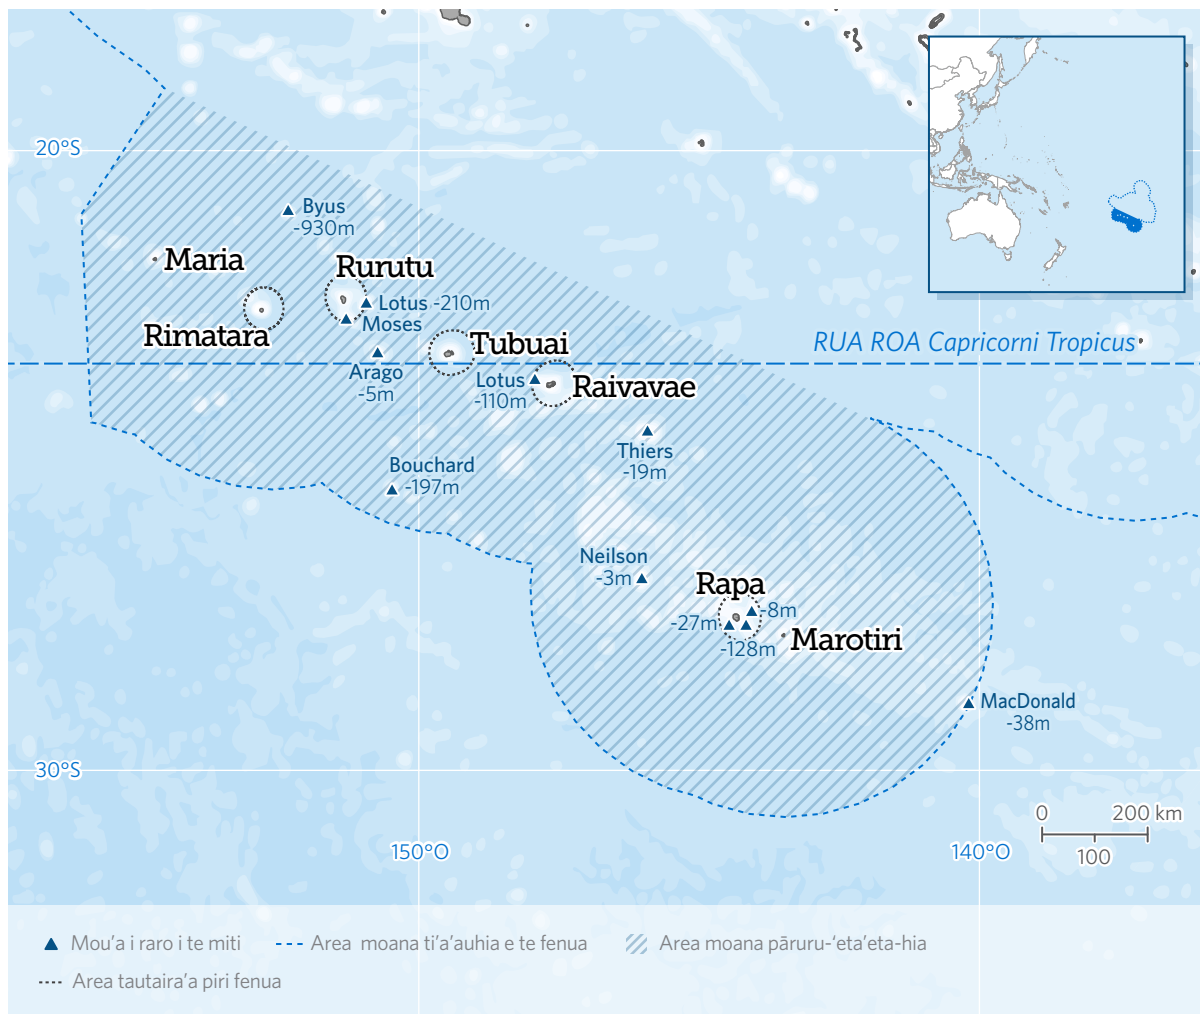 20°S
Byus
-930m
Maria
Rurutu
Lotus -210m
Moses
Rimatara
RUA ROA Capricorni Tropicus
Tubuai
Arago
-5m
Lotus
-110m
Raivavae
Thiers
-19m
Bouchard
-197m
Neilson
-3m
Rapa
-8m
-27m
-128m
Marotiri
MacDonald
-38m
30°S
0 200 km
100
150°O
140°O
Mou'a i raro i te miti
Area moana ti'a'auhia e te fenua
Area moana pāruru-‘eta’eta-hia
Area tautaira’a piri fenua